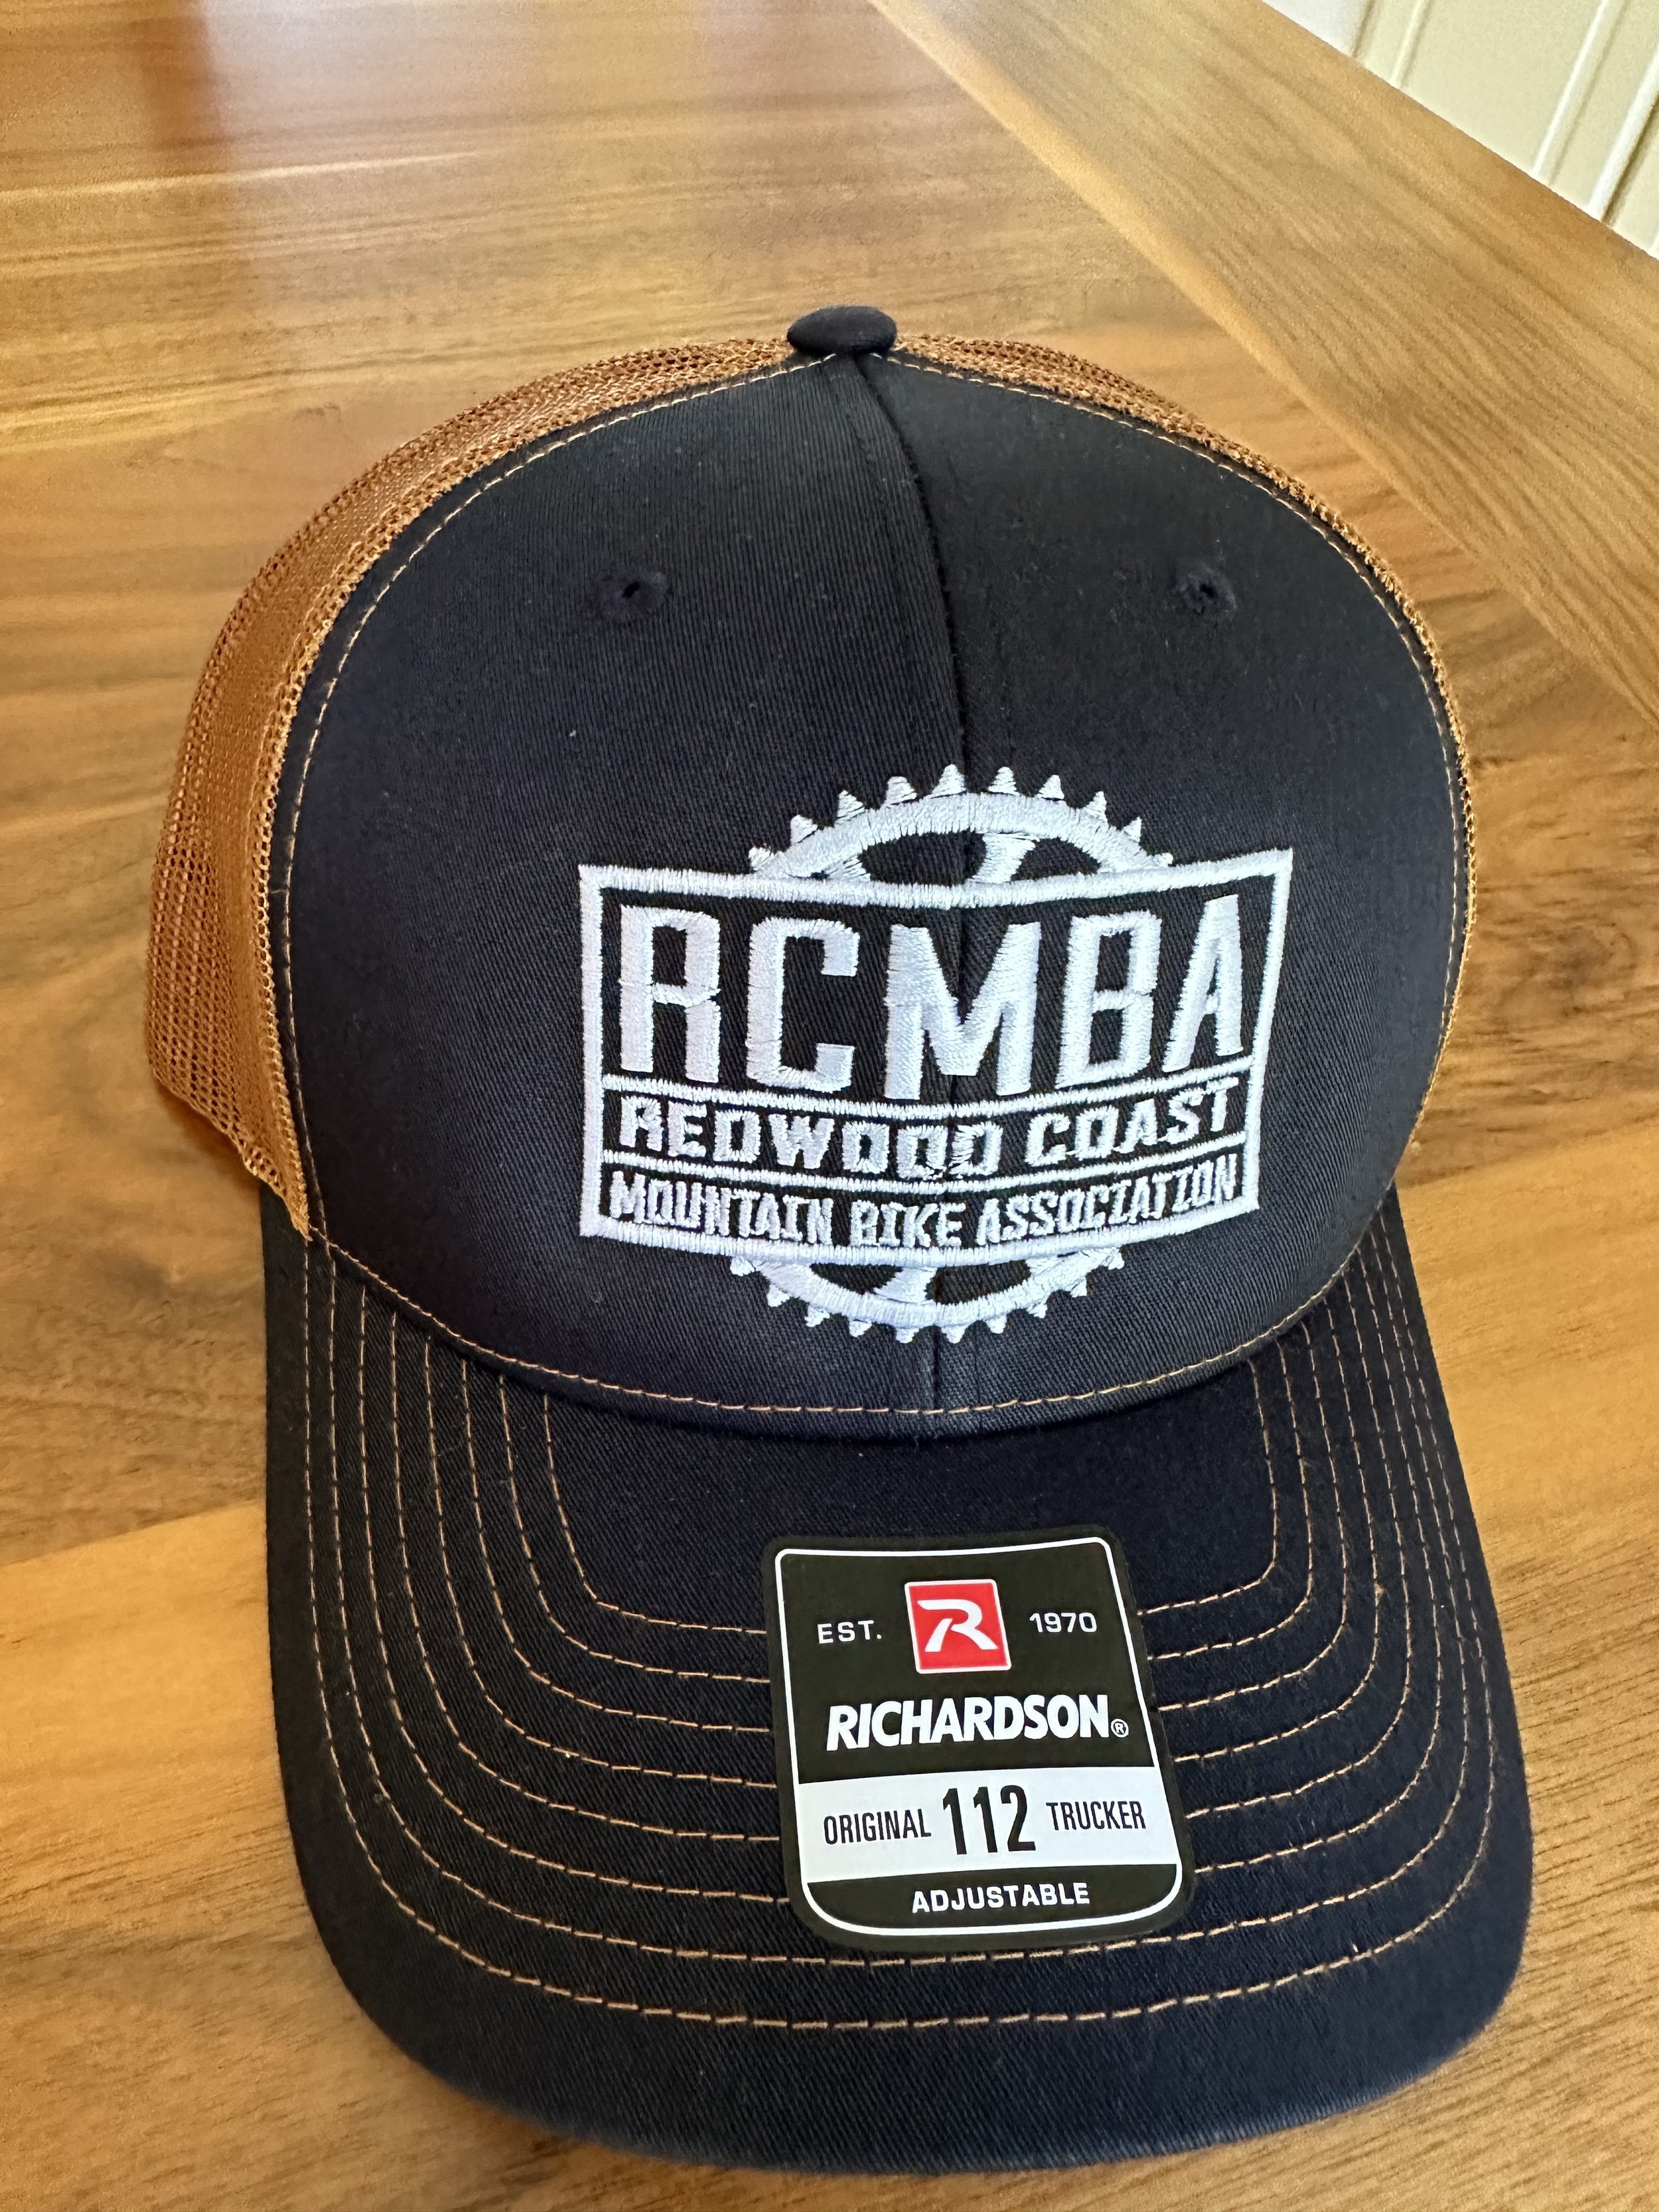 RCMBA
REDWOOD COAST
MOUNTAIN BIKE ASSOCIATION
EST. R 1970
RICHARDSON®
ORIGINAL 112 TRUCKER
ADJUSTABLE